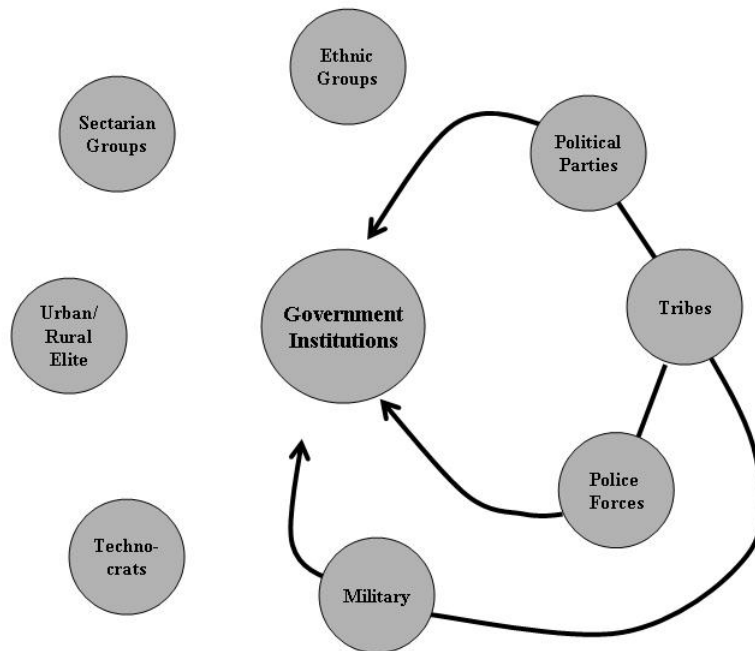 Ethnic
Groups
Sectarian
Groups
Political
Parties
Urban/
Rural
Elite
Government
Institutions
Tribes
Police
Forces
Techno-
crats
Military